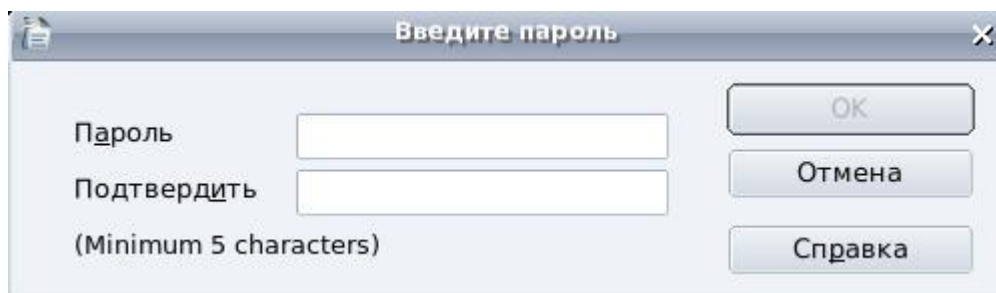 Введите пароль
Пароль
OK
Подтвердить
Отмена
(Minimum 5 characters)
Справка